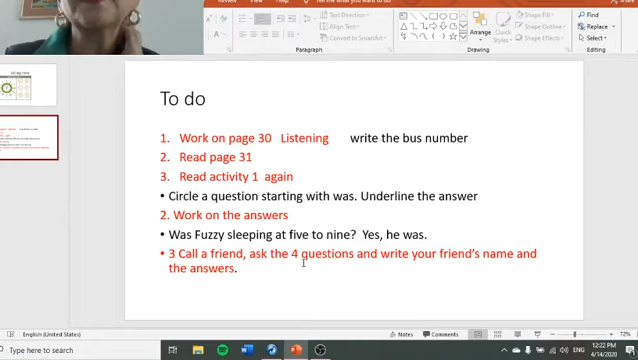 Text Direction
Align Text
Convert to SmartArt
Paragraph
Arrange
Quick
Styles
Shape Fill
Shape Outline
Shape Effects
Drawing
Find
Replace
Select
Editing
To do
1. Work on page 30 Listening write the bus number
2. Read page 31
3. Read activity 1 again
• Circle a question starting with was. Underline the answer
2. Work on the answers
• Was Fuzzy sleeping at five to nine? Yes, he was.
• 3 Call a friend, ask the 4 questions and write your friend's name and
the answers.
English (United States)
Notes
Comments
72%
Type here to search
ENG
12:22 PM
4/14/2020